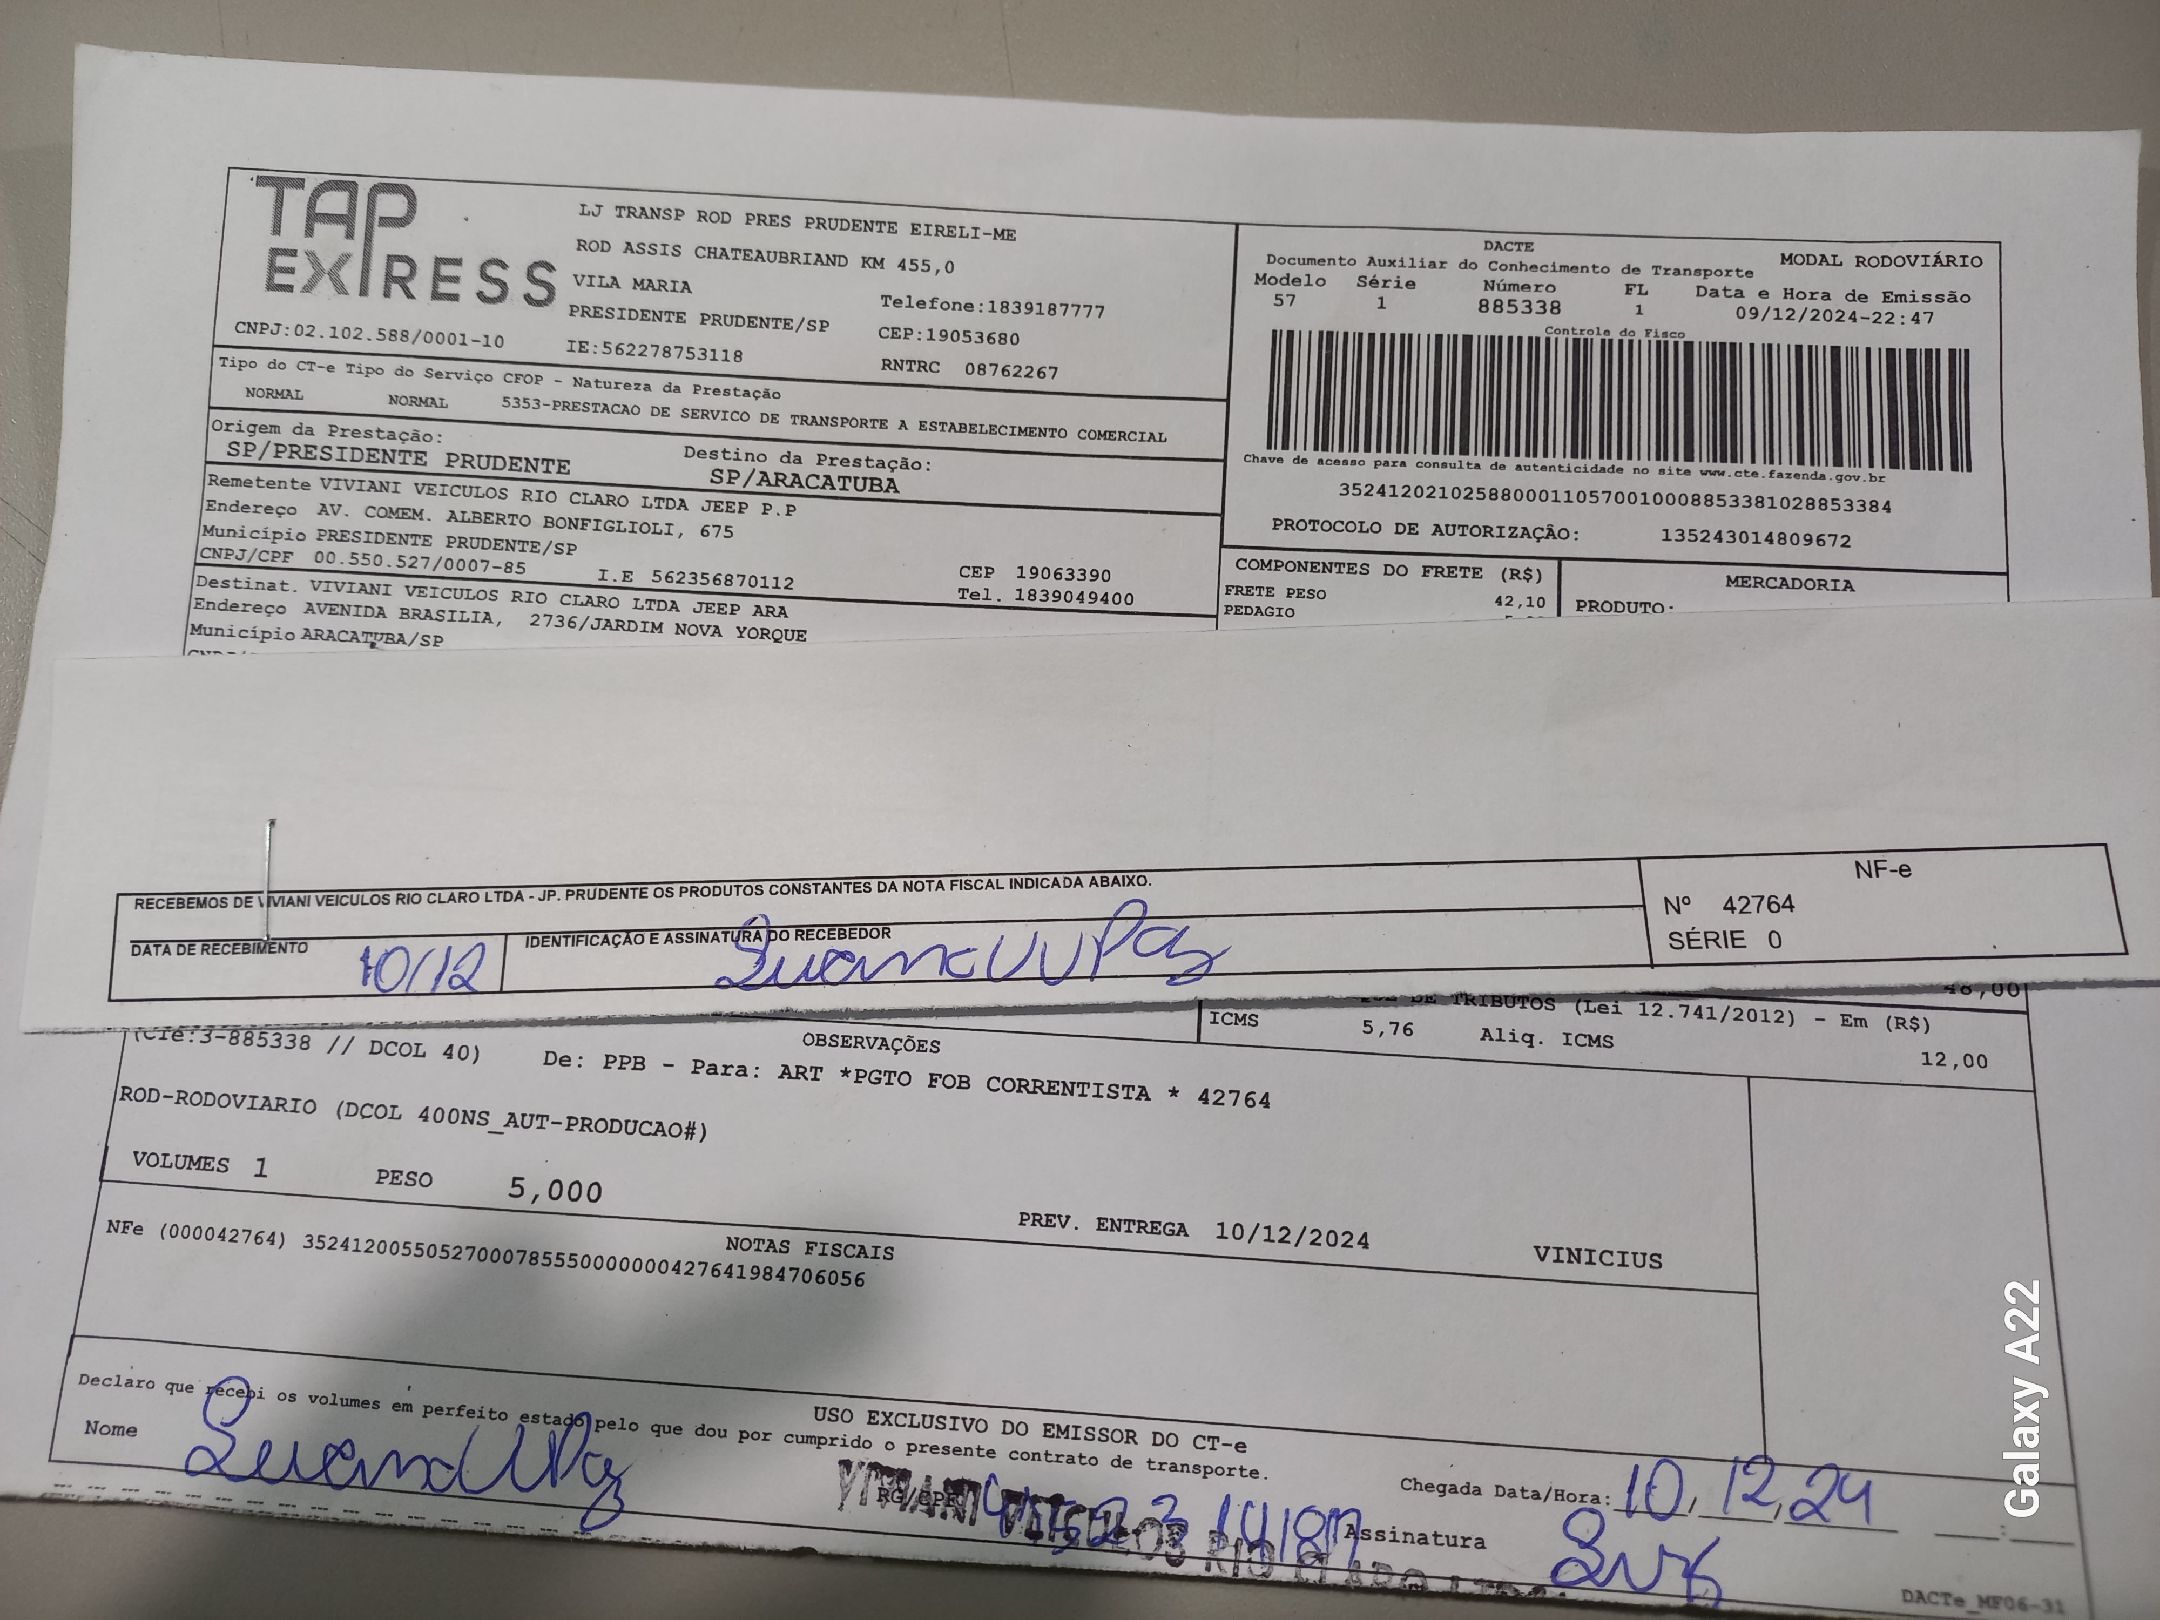 TAP EXPRESS
LJ TRANSP ROD PRES PRUDENTE EIRELI-ME
ROD ASSIS CHATEAUBRIAND KM 455,0
VILA MARIA
PRESIDENTE PRUDENTE/SP
Telefone:1839187777
CEP:19053680
CNPJ:02.102.588/0001-10
IE:562278753118
RNTRC 08762267
DACTE
MODAL RODOVIÁRIO
Documento Auxiliar do Conhecimento de Transporte
Modelo Série Número FL Data e Hora de Emissão
57 1 885338 1 09/12/2024-22:47
Controle do Fisco
Chave de acesso para consulta de autenticidade no site www.cte.fazenda.gov.br
35241202102588000110570010008853381028853384
PROTOCOLO DE AUTORIZAÇÃO: 135243014809672
Tipo do CT-e Tipo do Serviço CFOP - Natureza da Prestação
NORMAL NORMAL 5353-PRESTACAO DE SERVICO DE TRANSPORTE A ESTABELECIMENTO COMERCIAL
Origem da Prestação: Destino da Prestação:
SP/PRESIDENTE PRUDENTE SP/ARACATUBA
Remetente VIVIANI VEICULOS RIO CLARO LTDA JEEP P.P
Endereço AV. COMEM. ALBERTO BONFIGLIOLI, 675
Município PRESIDENTE PRUDENTE/SP
CEP 19063390
CNPJ/CPF 00.550.527/0007-85 I.E 562356870112
Tel. 1839049400
Destinat. VIVIANI VEICULOS RIO CLARO LTDA JEEP ARA
Endereço AVENIDA BRASILIA, 2736/JARDIM NOVA YORQUE
Município ARACATUBA/SP
COMPONENTES DO FRETE (R$) MERCADORIA
FRETE PESO 42,10 PRODUTO:
PEDAGIO
RECEBEMOS DE VIVIANI VEICULOS RIO CLARO LTDA - JP. PRUDENTE OS PRODUTOS CONSTANTES DA NOTA FISCAL INDICADA ABAIXO.
NF-e
Nº 42764
SÉRIE 0
DATA DE RECEBIMENTO 10/12
IDENTIFICAÇÃO E ASSINATURA DO RECEBEDOR
48,00
DE TRIBUTOS (Lei 12.741/2012) - Em (R$)
ICMS 5,76 Aliq. ICMS 12,00
OBSERVAÇÕES
(Cfe:3-885338 // DCOL 40) De: PPB - Para: ART *PGTO FOB CORRENTISTA * 42764
ROD-RODOVIARIO (DCOL 400NS_AUT-PRODUCAO#)
VOLUMES 1 PESO 5,000 PREV. ENTREGA 10/12/2024 VINICIUS
NOTAS FISCAIS
NFe (000042764) 35241200550527000785550000000427641984706056
USO EXCLUSIVO DO EMISSOR DO CT-e
Declaro que recebi os volumes em perfeito estado pelo que dou por cumprido o presente contrato de transporte.
Nome
RG/CPF
Chegada Data/Hora: 10,12,24
Assinatura
VIVIANI VEICULOS RIO CLARO LTDA
DACTe_MF06-31
Galaxy A22